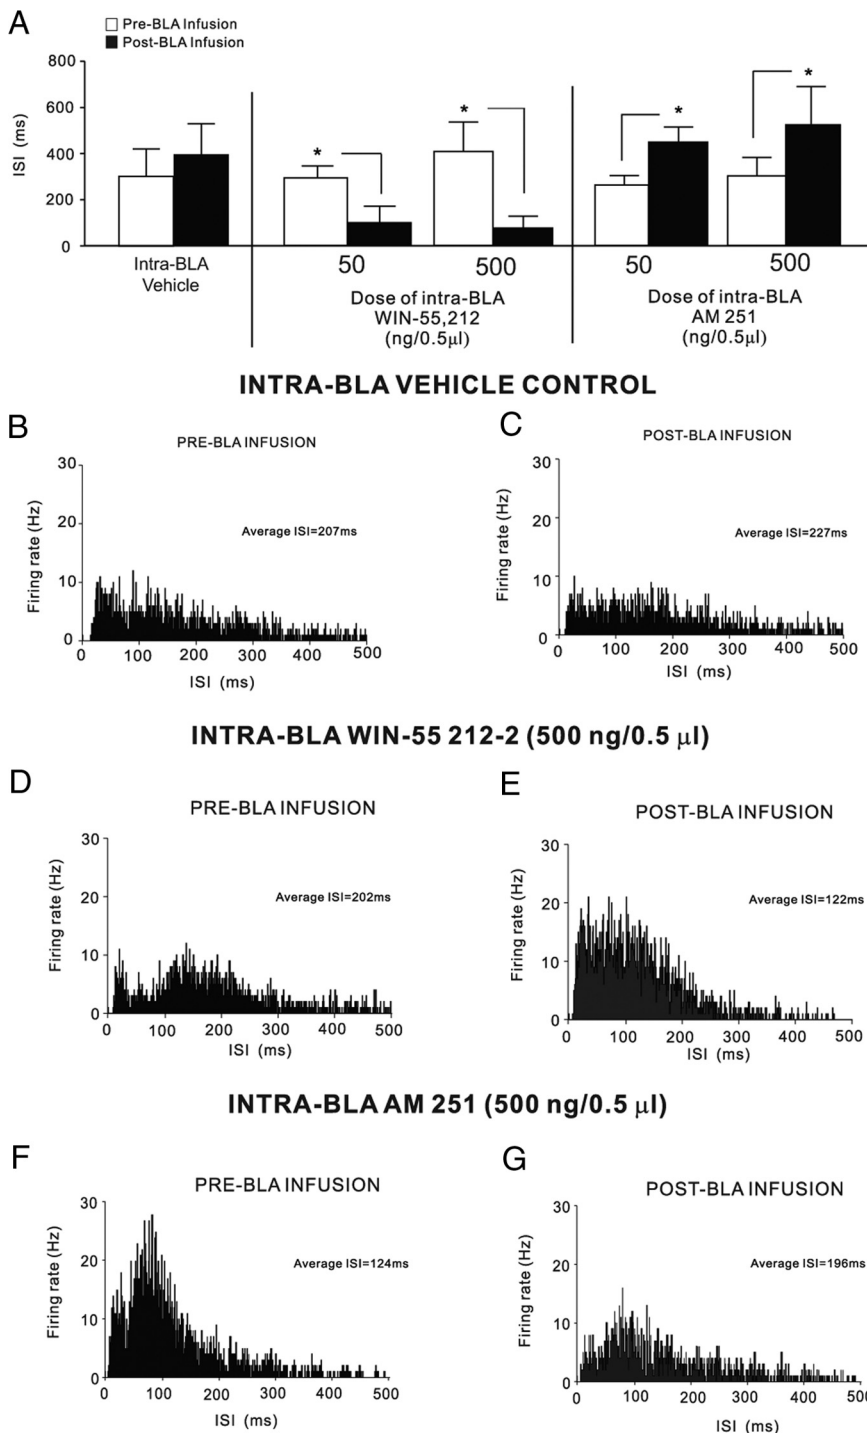 A
Pre-BLA Infusion
Post-BLA Infusion
800
600
400
200
0
ISI (ms)
* * * *
Intra-BLA
Vehicle
50 500
Dose of intra-BLA
WIN-55,212
(ng/0.5µl)
50 500
Dose of intra-BLA
AM 251
(ng/0.5µl)
INTRA-BLA VEHICLE CONTROL
B
PRE-BLA INFUSION
30
20
10
0
Firing rate (Hz)
Average ISI=207ms
0 100 200 300 400 500
ISI (ms)
C
POST-BLA INFUSION
30
20
10
0
Firing rate (Hz)
Average ISI=227ms
0 100 200 300 400 500
ISI (ms)
INTRA-BLA WIN-55 212-2 (500 ng/0.5 µl)
D
PRE-BLA INFUSION
30
20
10
0
Firing rate (Hz)
Average ISI=202ms
0 100 200 300 400 500
ISI (ms)
E
POST-BLA INFUSION
30
20
10
0
Firing rate (Hz)
Average ISI=122ms
0 100 200 300 400 500
ISI (ms)
INTRA-BLA AM 251 (500 ng/0.5 µl)
F
PRE-BLA INFUSION
30
20
10
0
Firing rate (Hz)
Average ISI=124ms
0 100 200 300 400 500
ISI (ms)
G
POST-BLA INFUSION
30
20
10
0
Firing rate (Hz)
Average ISI=196ms
0 100 200 300 400 500
ISI (ms)